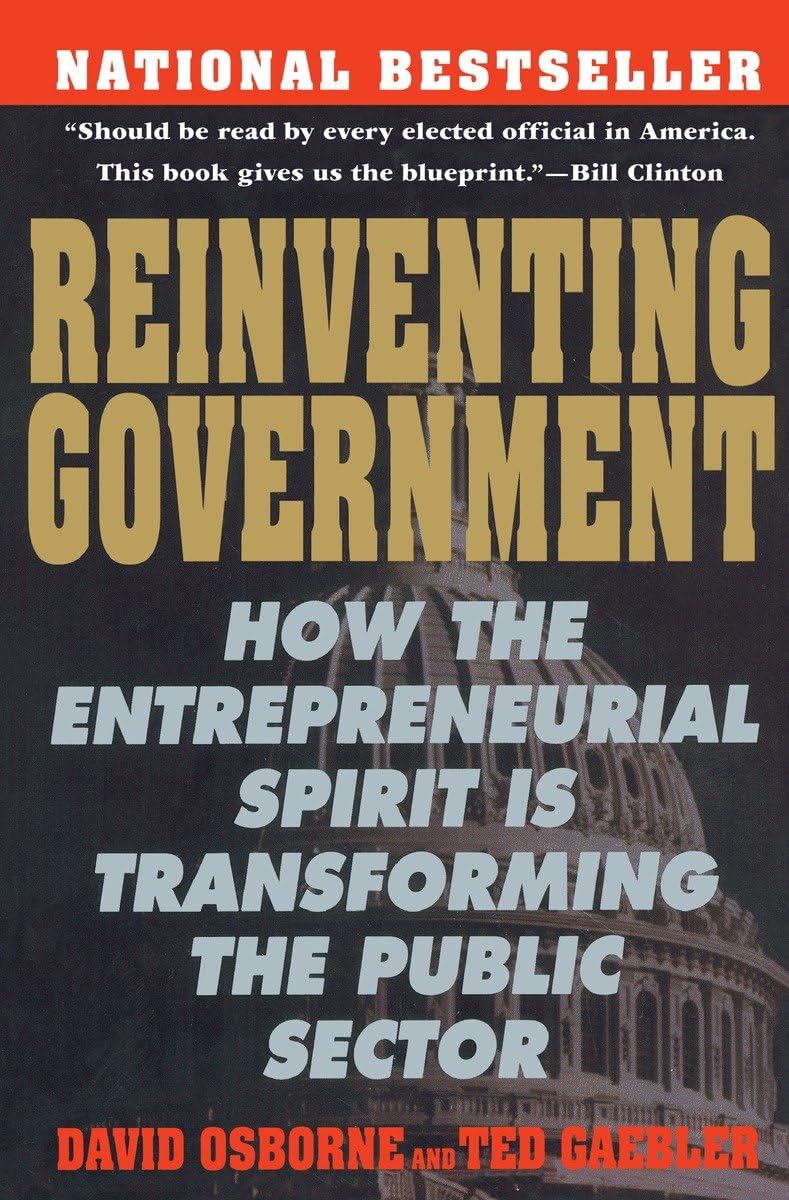 NATIONAL BESTSELLER
“Should be read by every elected official in America.
This book gives us the blueprint.”—Bill Clinton
REINVENTING
GOVERNMENT
HOW THE
ENTREPRENEURIAL
SPIRIT IS
TRANSFORMING
THE PUBLIC
SECTOR
DAVID OSBORNE AND TED GAEBLER